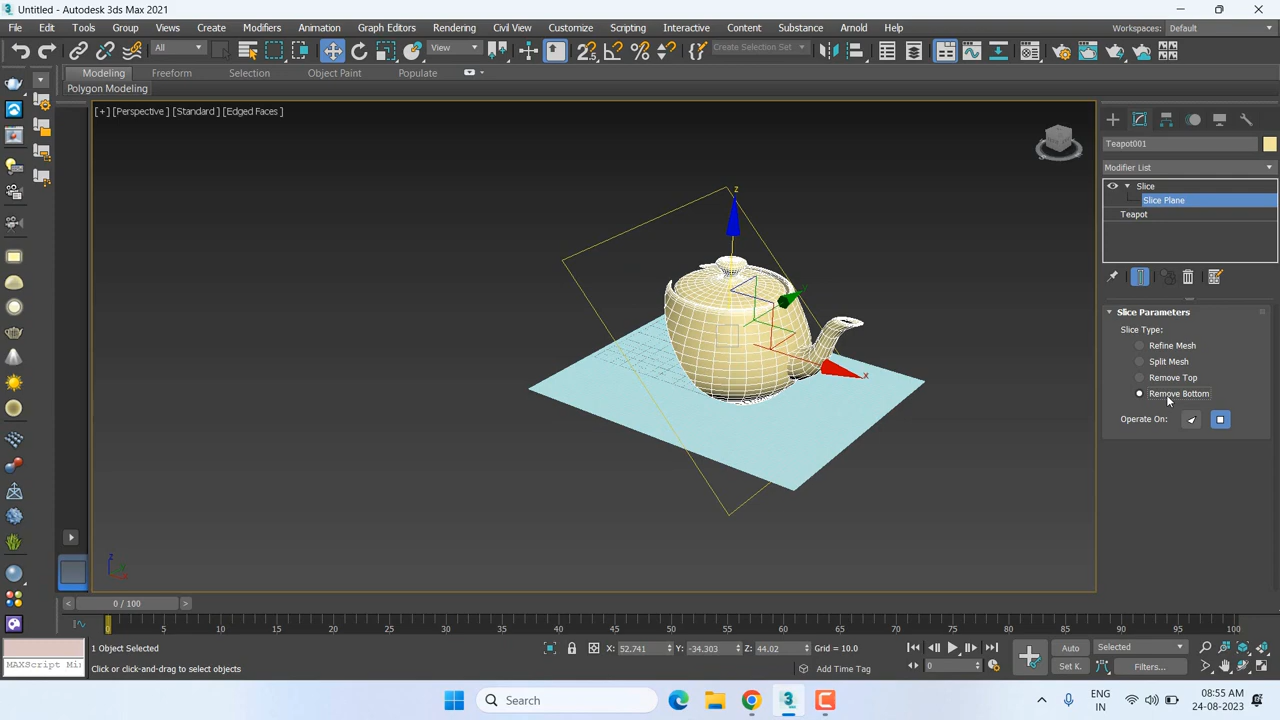 Untitled - Autodesk 3ds Max 2021
File Edit Tools Group Views Create Modifiers Animation Graph Editors Rendering Civil View Customize Scripting Interactive Content Substance Arnold Help Workspaces: Default
All View Create Selection Set
Modeling Freeform Selection Object Paint Populate
Polygon Modeling
[+] [Perspective ] [Standard ] [Edged Faces ]
Teapot001
Modifier List
Slice
Slice Plane
Teapot
Slice Parameters
Slice Type:
Refine Mesh
Split Mesh
Remove Top
Remove Bottom
Operate On:
z
x
z
< 0 / 100 >
0 5 10 15 20 25 30 35 40 45 50 55 60 65 70 75 80 85 90 95 100
1 Object Selected X: 52.741 Y: -34.303 Z: 44.02 Grid = 10.0 Auto Selected
MAXScript Mi Click or click-and-drag to select objects Add Time Tag 0 Set K. Filters...
Search
ENG
IN
08:55 AM
24-08-2023